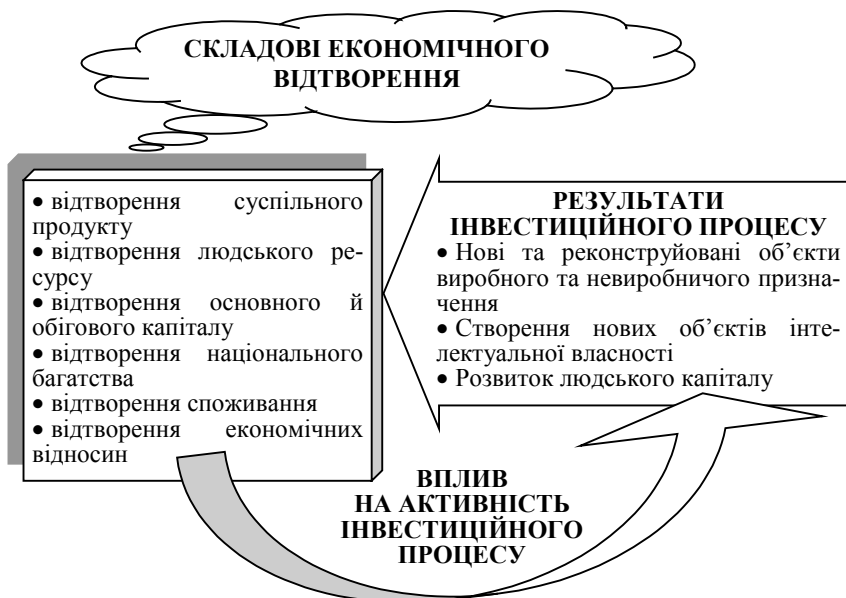 СКЛАДОВІ ЕКОНОМІЧНОГО
ВІДТВОРЕННЯ
• відтворення суспільного
продукту
• відтворення людського ре-
сурсу
• відтворення основного й
обігового капіталу
• відтворення національного
багатства
• відтворення споживання
• відтворення економічних
відносин
РЕЗУЛЬТАТИ
ІНВЕСТИЦІЙНОГО ПРОЦЕСУ
• Нові та реконструйовані об’єкти
виробного та невиробничого призна-
чення
• Створення нових об’єктів інте-
лектуальної власності
• Розвиток людського капіталу
ВПЛИВ
НА АКТИВНІСТЬ
ІНВЕСТИЦІЙНОГО
ПРОЦЕСУ